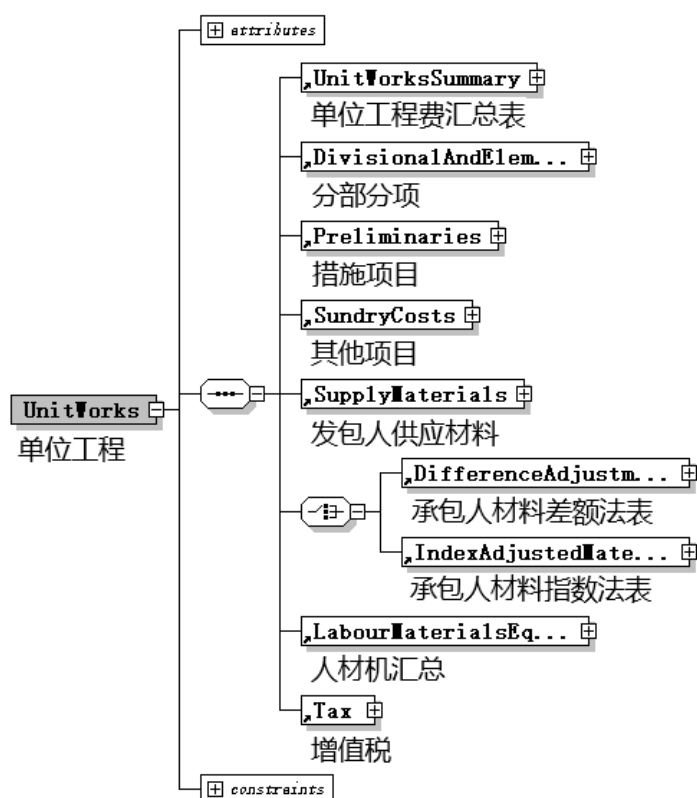 attributes
UnitWorksSummary
单位工程费汇总表
DivisionalAndElem...
分部分项
Preliminaries
措施项目
SundryCosts
其他项目
UnitWorks
单位工程
SupplyMaterials
发包人供应材料
DifferenceAdjustm...
承包人材料差额法表
IndexAdjustedMate...
承包人材料指数法表
LabourMaterialsEq...
人材机汇总
Tax
增值税
constraints